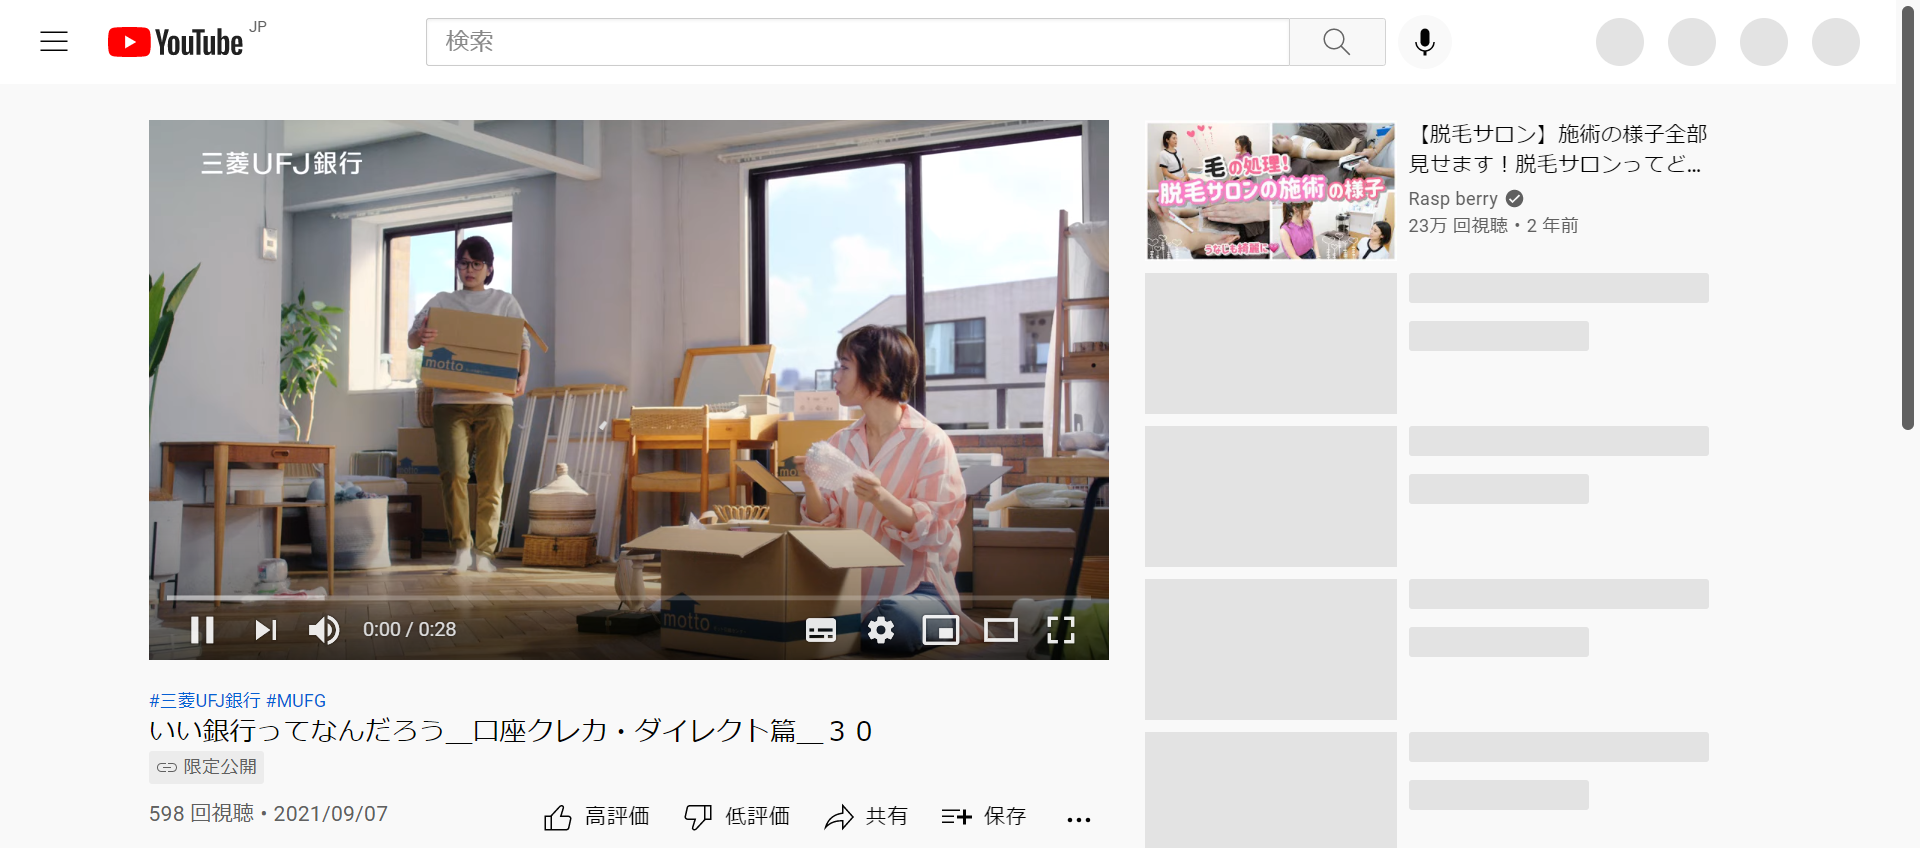 YouTube JP
検索
三菱UFJ銀行
motto
motto
mo
motto
0:00 / 0:28
#三菱UFJ銀行 #MUFG
いい銀行ってなんだろう__口座クレカ・ダイレクト篇__３０
限定公開
598 回視聴・2021/09/07
高評価
低評価
共有
保存
毛の処理!
脱毛サロンの施術の様子
うなじも綺麗に
【脱毛サロン】施術の様子全部
見せます！脱毛サロンってど...
Rasp berry
23万 回視聴・2 年前